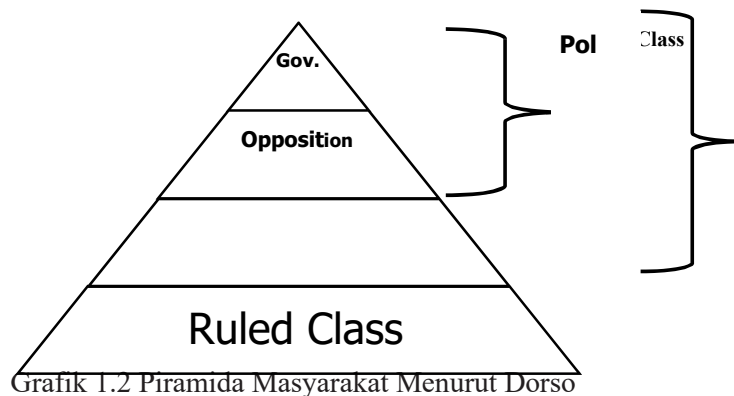 Gov.
Pol Class
Opposition
Ruled Class
Grafik 1.2 Piramida Masyarakat Menurut Dorso